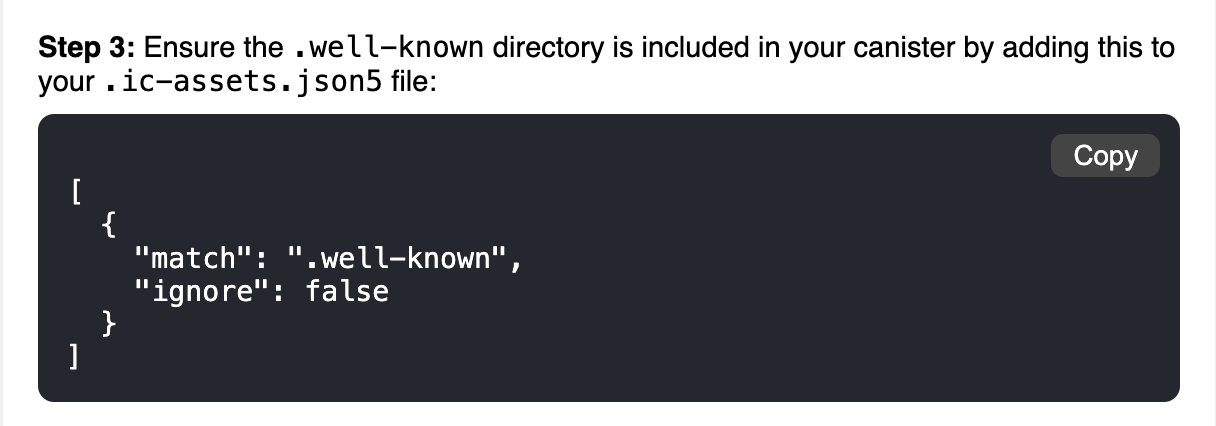 Step 3: Ensure the .well-known directory is included in your canister by adding this to
your .ic-assets.json5 file:
Copy
[
  {
    "match": ".well-known",
    "ignore": false
  }
]